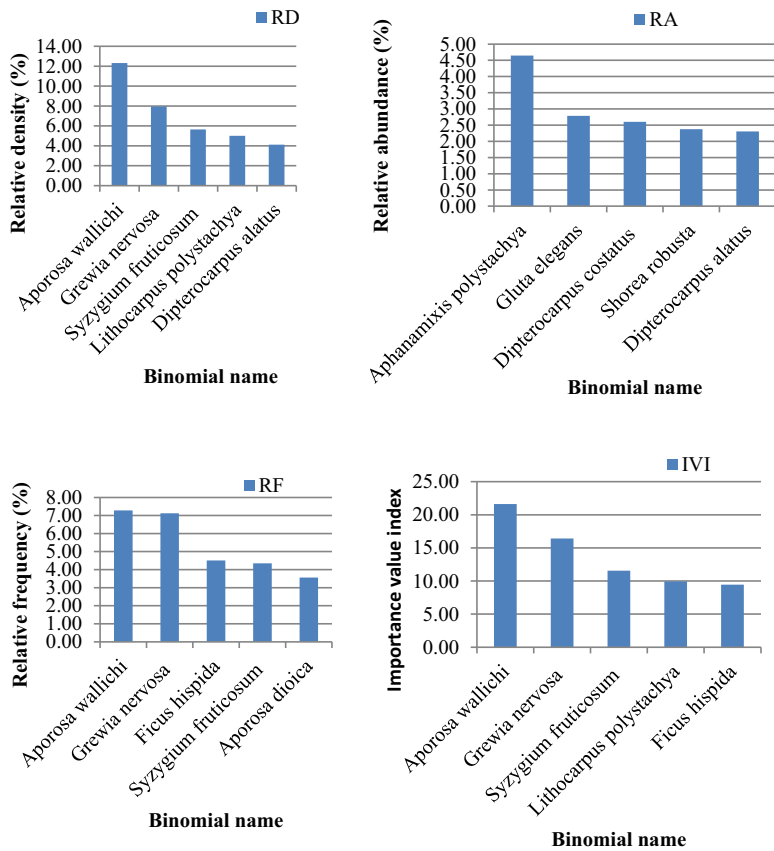 RD
Relative density (%)
14.00
12.00
10.00
8.00
6.00
4.00
2.00
0.00
Aporosa wallichi
Grewia nervosa
Syzygium fruticosum
Lithocarpus polystachya
Dipterocarpus alatus
Binomial name
RA
Relative abundance (%)
5.00
4.50
4.00
3.50
3.00
2.50
2.00
1.50
1.00
0.50
0.00
Aphanamixis polystachya
Gluta elegans
Dipterocarpus costatus
Shorea robusta
Dipterocarpus alatus
Binomial name
RF
Relative frequency (%)
8.00
7.00
6.00
5.00
4.00
3.00
2.00
1.00
0.00
Aporosa wallichi
Grewia nervosa
Ficus hispida
Syzygium fruticosum
Aporosa dioica
Binomial name
IVI
Importance value index
25.00
20.00
15.00
10.00
5.00
0.00
Aporosa wallichi
Grewia nervosa
Syzygium fruticosum
Lithocarpus polystachya
Ficus hispida
Binomial name